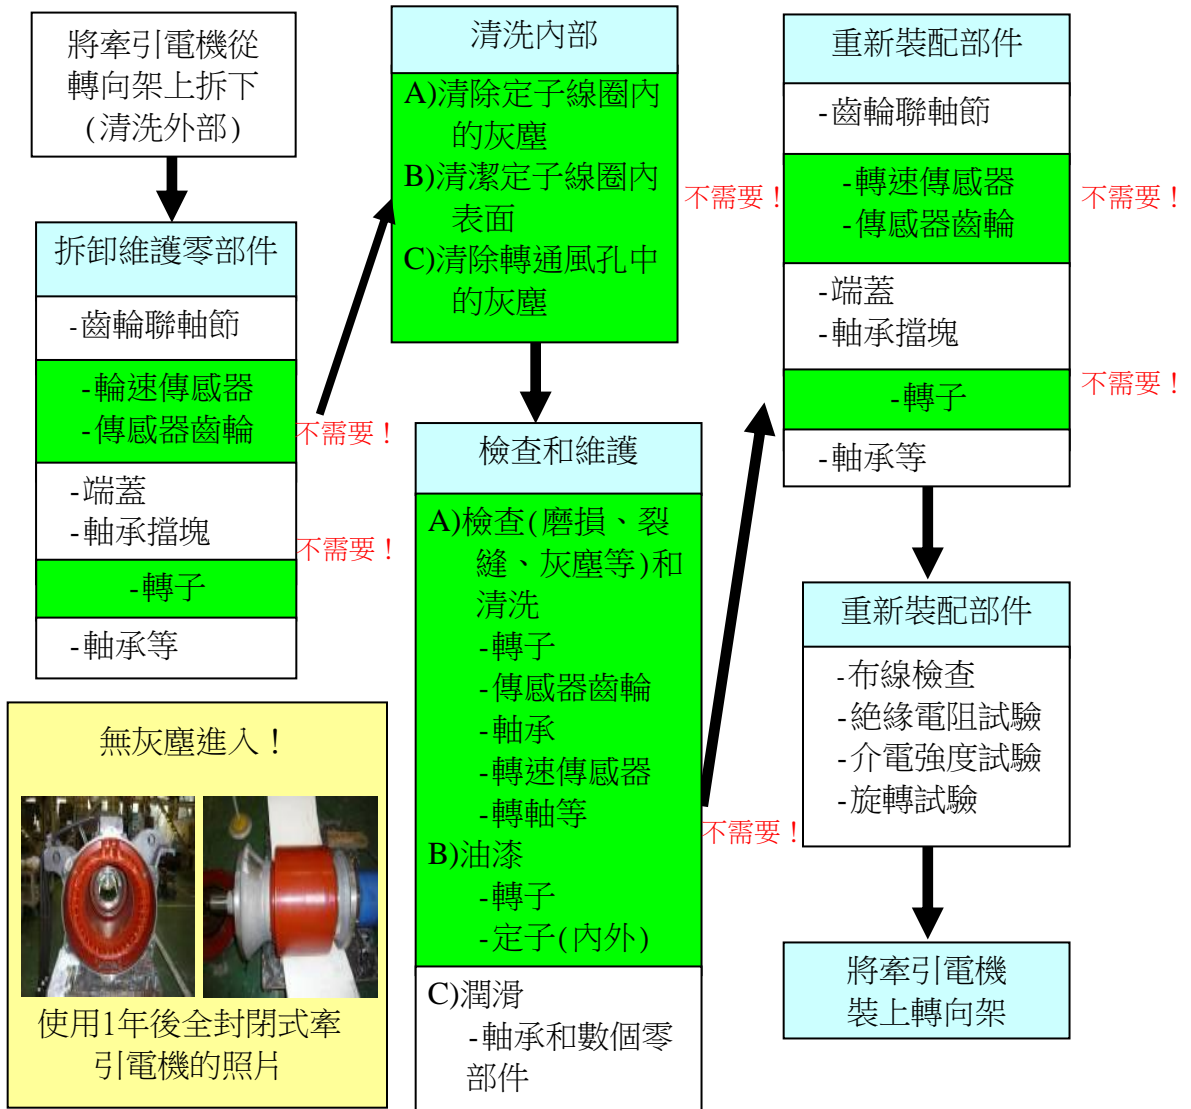 將牽引電機從
轉向架上拆下
(清洗外部)
拆卸維護零部件
-齒輪聯軸節
-輪速傳感器
-傳感器齒輪
不需要！
-端蓋
-軸承擋塊
不需要！
-轉子
-軸承等
無灰塵進入！
使用1年後全封閉式牽
引電機的照片
清洗內部
A)清除定子線圈內
的灰塵
B)清潔定子線圈內
表面
C)清除轉通風孔中
的灰塵
不需要！
檢查和維護
A)檢查(磨損、裂
縫、灰塵等)和
清洗
-轉子
-傳感器齒輪
-軸承
-轉速傳感器
-轉軸等
B)油漆
-轉子
-定子(內外)
不需要！
C)潤滑
-軸承和數個零
部件
重新裝配部件
-齒輪聯軸節
-轉速傳感器
-傳感器齒輪
不需要！
-端蓋
-軸承擋塊
-轉子
不需要！
-軸承等
重新裝配部件
-布線檢查
-絕緣電阻試驗
-介電強度試驗
-旋轉試驗
將牽引電機
裝上轉向架